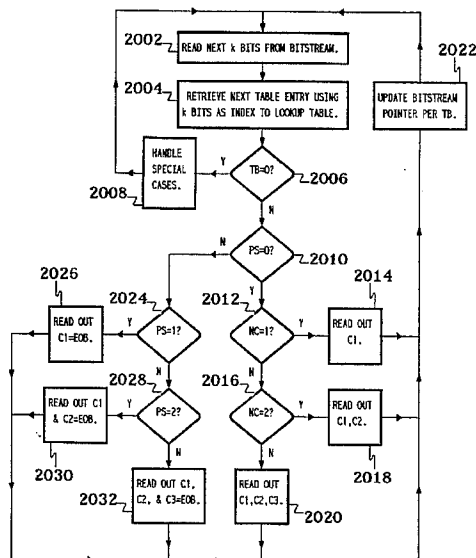 2002
READ NEXT k BITS FROM BITSTREAM.
2022
2004
RETRIEVE NEXT TABLE ENTRY USING
k BITS AS INDEX TO LOOKUP TABLE.
UPDATE BITSTREAM
POINTER PER TB.
HANDLE
SPECIAL
CASES.
2008
Y
TB=0?
2006
N
N
PS=0?
2010
2026
2024
2012
Y
2014
READ OUT
C1=EOB.
Y
PS=1?
NC=1?
Y
READ OUT
C1.
2028
N
2016
N
READ OUT C1
& C2=EOB.
Y
PS=2?
NC=2?
Y
READ OUT
C1,C2.
2030
N
N
2018
READ OUT C1,
C2, & C3=EOB.
2032
READ OUT
C1,C2,C3.
2020